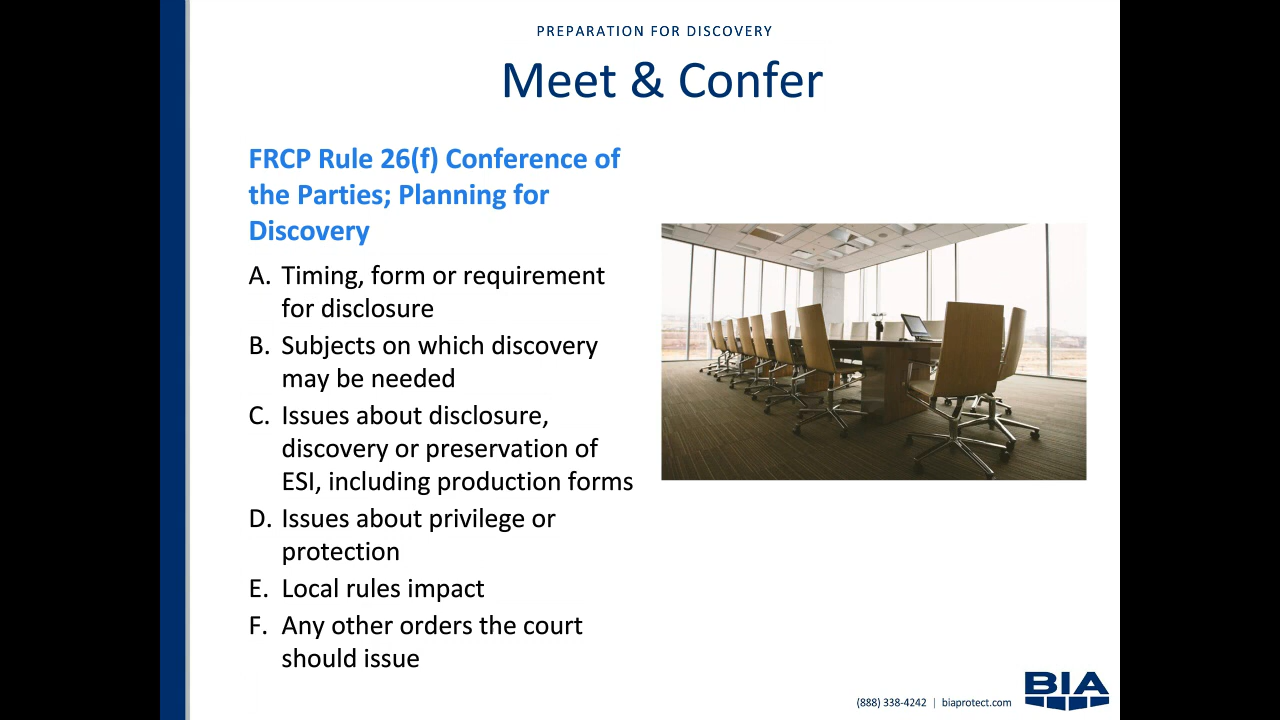 PREPARATION FOR DISCOVERY
Meet & Confer
FRCP Rule 26(f) Conference of
the Parties; Planning for
Discovery
A. Timing, form or requirement
for disclosure
B. Subjects on which discovery
may be needed
C. Issues about disclosure,
discovery or preservation of
ESI, including production forms
D. Issues about privilege or
protection
E. Local rules impact
F. Any other orders the court
should issue
(888) 338-4242 | biaprotect.com
BIA